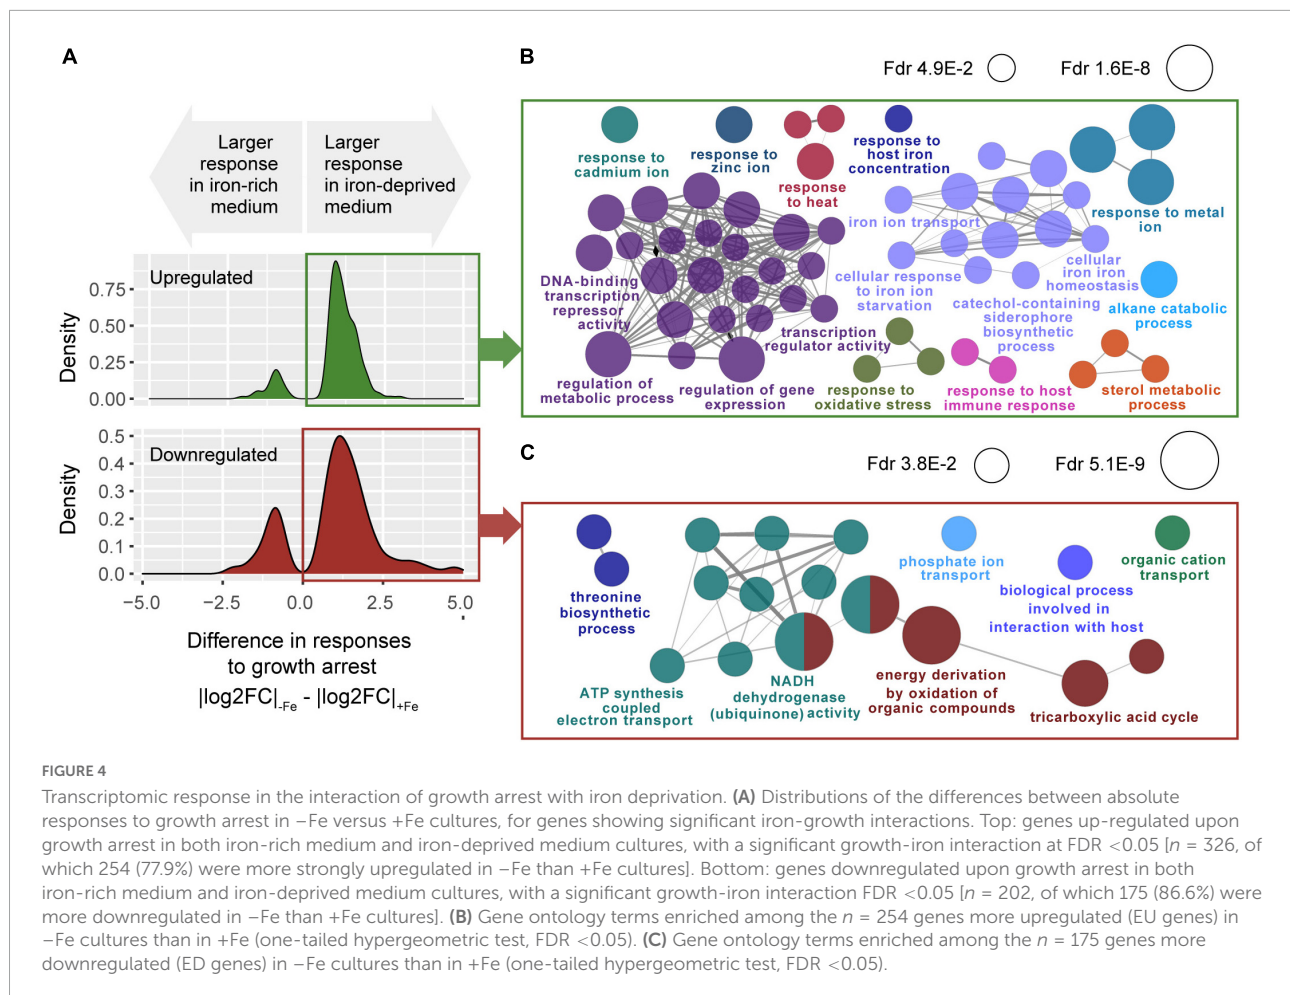 A
Larger
response
in iron-rich
medium
Larger
response
in iron-deprived
medium
Upregulated
Density
0.75
0.50
0.25
0.00
Downregulated
Density
0.5
0.4
0.3
0.2
0.1
0.0
−5.0 −2.5 0.0 2.5 5.0
Difference in responses
to growth arrest
|log2FC|-Fe - |log2FC|+Fe
B
Fdr 4.9E-2
Fdr 1.6E-8
response to
cadmium ion
response to
zinc ion
response
to heat
response to
host iron
concentration
response to metal
ion
iron ion transport
cellular response
to iron ion
starvation
cellular
iron iron
homeostasis
catechol-containing
siderophore
biosynthetic
process
alkane catabolic
process
DNA-binding
transcription
repressor
activity
transcription
regulator activity
regulation of
metabolic process
regulation of gene
expression
response to
oxidative stress
response to host
immune response
sterol metabolic
process
C
Fdr 3.8E-2
Fdr 5.1E-9
threonine
biosynthetic
process
phosphate ion
transport
biological process
involved in
interaction with host
organic cation
transport
ATP synthesis
coupled
electron transport
NADH
dehydrogenase
(ubiquinone) activity
energy derivation
by oxidation of
organic compounds
tricarboxylic acid cycle
FIGURE 4
Transcriptomic response in the interaction of growth arrest with iron deprivation. (A) Distributions of the differences between absolute
responses to growth arrest in −Fe versus +Fe cultures, for genes showing significant iron-growth interactions. Top: genes up-regulated upon
growth arrest in both iron-rich medium and iron-deprived medium cultures, with a significant growth-iron interaction at FDR <0.05 [n = 326, of
which 254 (77.9%) were more strongly upregulated in −Fe than +Fe cultures]. Bottom: genes downregulated upon growth arrest in both
iron-rich medium and iron-deprived medium cultures, with a significant growth-iron interaction FDR <0.05 [n = 202, of which 175 (86.6%) were
more downregulated in −Fe than +Fe cultures]. (B) Gene ontology terms enriched among the n = 254 genes more upregulated (EU genes) in
−Fe cultures than in +Fe (one-tailed hypergeometric test, FDR <0.05). (C) Gene ontology terms enriched among the n = 175 genes more
downregulated (ED genes) in −Fe cultures than in +Fe (one-tailed hypergeometric test, FDR <0.05).